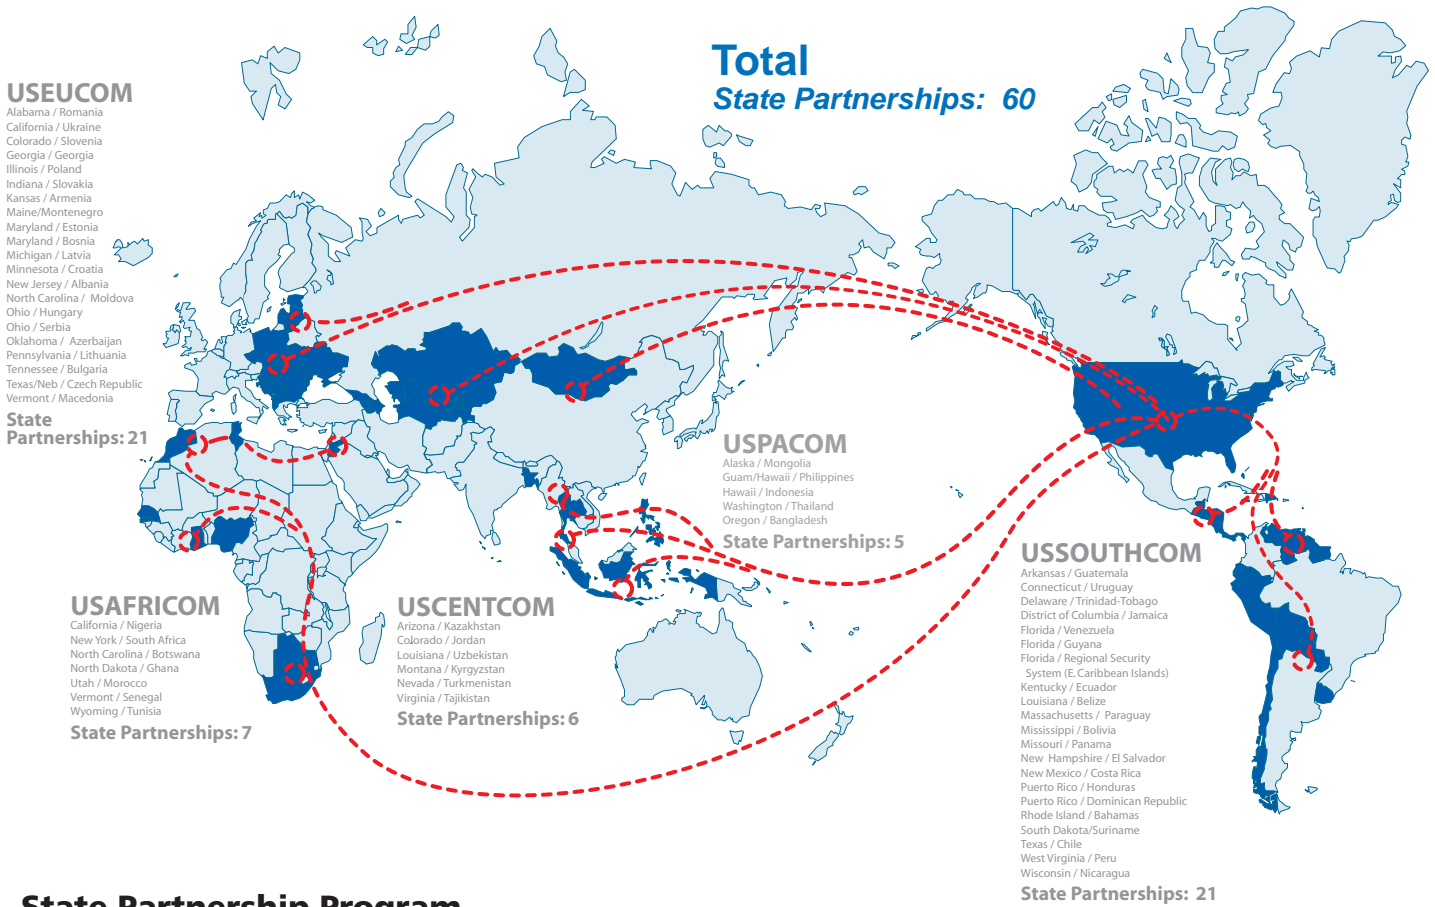 Total
State Partnerships: 60
USEUCOM
Alabama / Romania
California / Ukraine
Colorado / Slovenia
Georgia / Georgia
Illinois / Poland
Indiana / Slovakia
Kansas / Armenia
Maine/Montenegro
Maryland / Estonia
Maryland / Bosnia
Michigan / Latvia
Minnesota / Croatia
New Jersey / Albania
North Carolina / Moldova
Ohio / Hungary
Ohio / Serbia
Oklahoma / Azerbaijan
Pennsylvania / Lithuania
Tennessee / Bulgaria
Texas/Neb / Czech Republic
Vermont / Macedonia
State
Partnerships: 21
USPACOM
Alaska / Mongolia
Guam/Hawaii / Philippines
Hawaii / Indonesia
Washington / Thailand
Oregon / Bangladesh
State Partnerships: 5
USAFRICOM
California / Nigeria
New York / South Africa
North Carolina / Botswana
North Dakota / Ghana
Utah / Morocco
Vermont / Senegal
Wyoming / Tunisia
State Partnerships: 7
USCENTCOM
Arizona / Kazakhstan
Colorado / Jordan
Louisiana / Uzbekistan
Montana / Kyrgyzstan
Nevada / Turkmenistan
Virginia / Tajikistan
State Partnerships: 6
USSOUTHCOM
Arkansas / Guatemala
Connecticut / Uruguay
Delaware / Trinidad-Tobago
District of Columbia / Jamaica
Florida / Venezuela
Florida / Guyana
Florida / Regional Security
System (E. Caribbean Islands)
Kentucky / Ecuador
Louisiana / Belize
Massachusetts / Paraguay
Mississippi / Bolivia
Missouri / Panama
New Hampshire / El Salvador
New Mexico / Costa Rica
Puerto Rico / Honduras
Puerto Rico / Dominican Republic
Rhode Island / Bahamas
South Dakota/Suriname
Texas / Chile
West Virginia / Peru
Wisconsin / Nicaragua
State Partnerships: 21
State Partnership Program